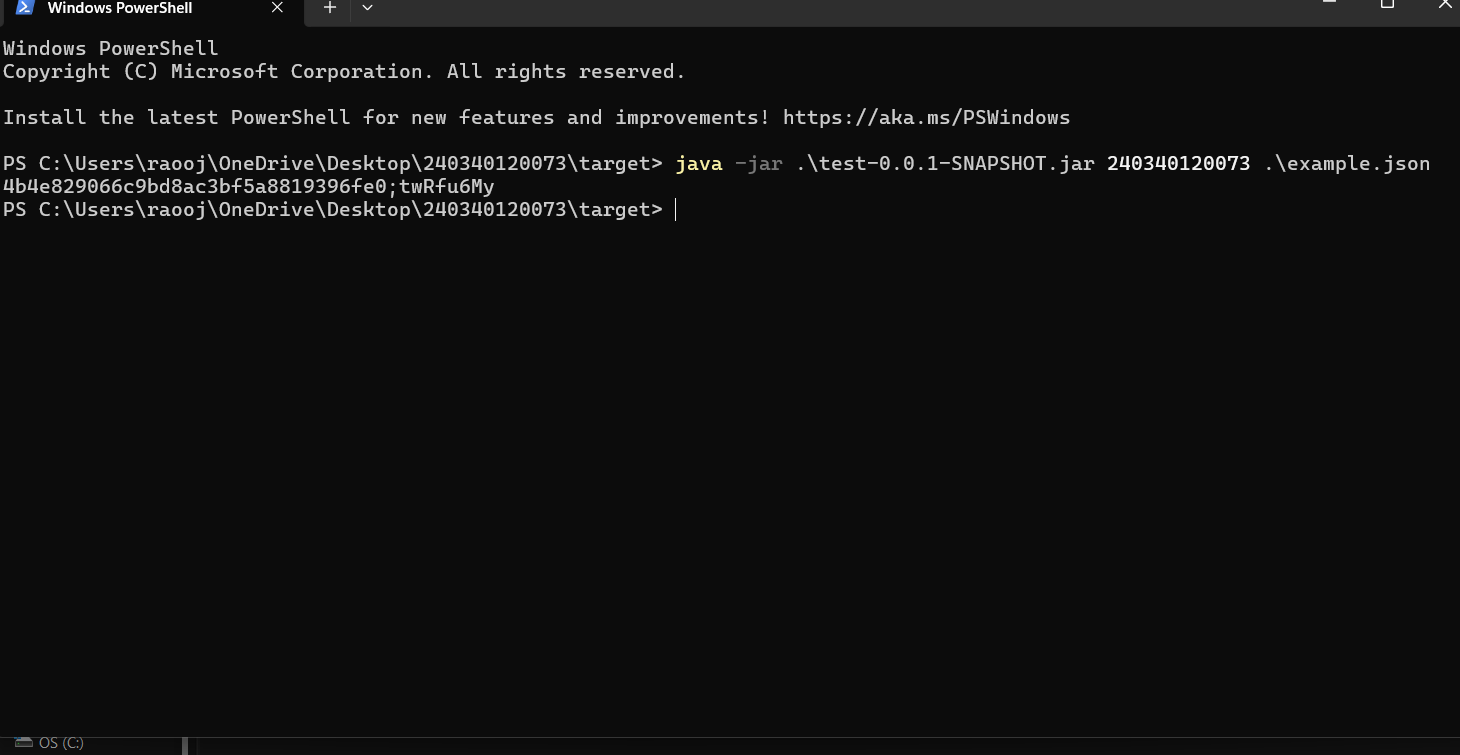 Windows PowerShell
Windows PowerShell
Copyright (C) Microsoft Corporation. All rights reserved.
Install the latest PowerShell for new features and improvements! https://aka.ms/PSWindows
PS C:\Users\raooj\OneDrive\Desktop\240340120073\target> java -jar .\test-0.0.1-SNAPSHOT.jar 240340120073 .\example.json
4b4e829066c9bd8ac3bf5a8819396fe0;twRfu6My
PS C:\Users\raooj\OneDrive\Desktop\240340120073\target>
OS (C:)